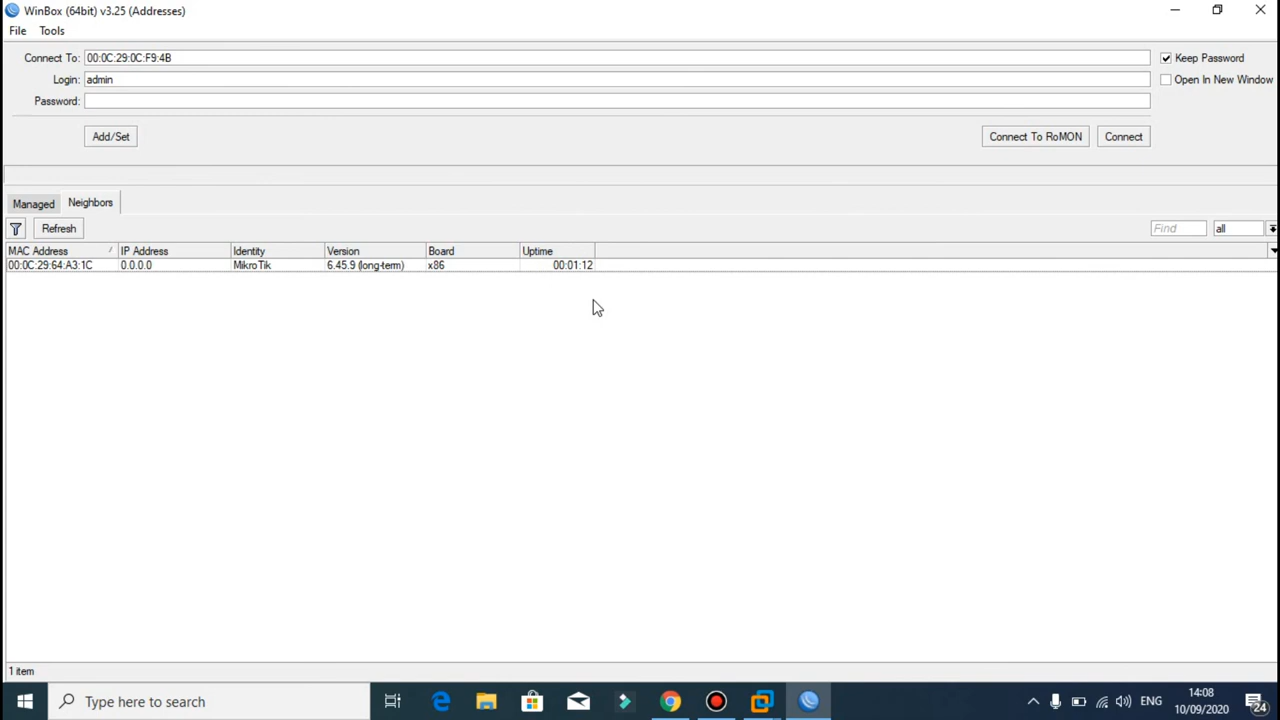 WinBox (64bit) v3.25 (Addresses)
File Tools
Connect To: 00:0C:29:0C:F9:4B
Keep Password
Login: admin
Open In New Window
Password:
Add/Set
Connect To RoMON
Connect
Managed
Neighbors
Refresh
Find
all
MAC Address IP Address Identity Version Board Uptime
00:0C:29:64:A3:1C 0.0.0.0 MikroTik 6.45.9 (long-term) x86 00:01:12
1 item
Type here to search
ENG
14:08
10/09/2020
24